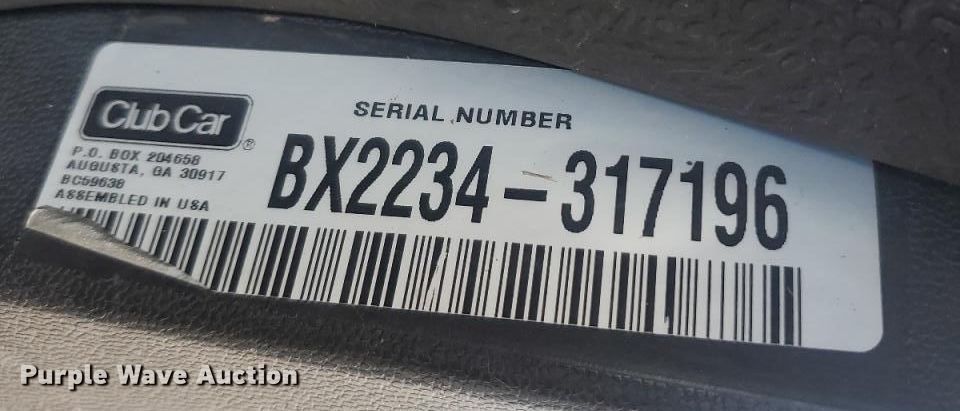 Club Car®
P.O. BOX 204658
AUGUSTA, GA 30917
BC59638
ASSEMBLED IN USA
SERIAL NUMBER
BX2234-317196
Purple Wave Auction